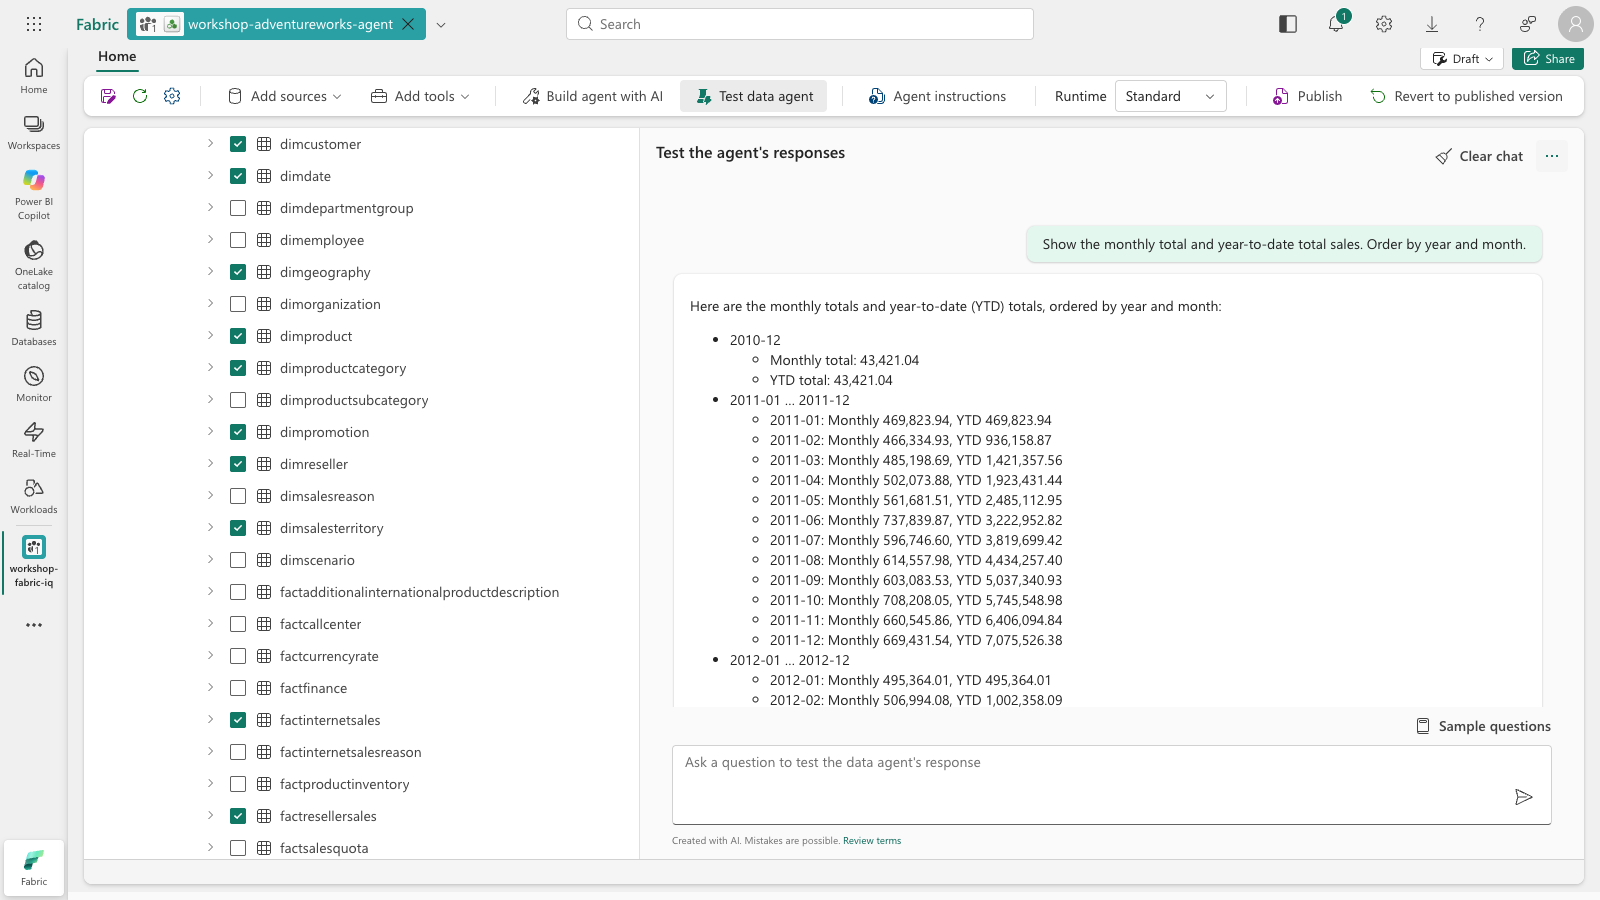 Fabric
workshop-adventureworks-agent
Search
1
Home
Draft
Share
Add sources
Add tools
Build agent with AI
Test data agent
Agent instructions
Runtime
Standard
Publish
Revert to published version
Home
Workspaces
Power BI
Copilot
OneLake
catalog
Databases
Monitor
Real-Time
Workloads
workshop-
fabric-iq
Fabric
dimcustomer
dimdate
dimdepartmentgroup
dimemployee
dimgeography
dimorganization
dimproduct
dimproductcategory
dimproductsubcategory
dimpromotion
dimreseller
dimsalesreason
dimsalesterritory
dimscenario
factadditionalinternationalproductdescription
factcallcenter
factcurrencyrate
factfinance
factinternetsales
factinternetsalesreason
factproductinventory
factresellersales
factsalesquota
Test the agent's responses
Clear chat
Show the monthly total and year-to-date total sales. Order by year and month.
Here are the monthly totals and year-to-date (YTD) totals, ordered by year and month:
2010-12
Monthly total: 43,421.04
YTD total: 43,421.04
2011-01 ... 2011-12
2011-01: Monthly 469,823.94, YTD 469,823.94
2011-02: Monthly 466,334.93, YTD 936,158.87
2011-03: Monthly 485,198.69, YTD 1,421,357.56
2011-04: Monthly 502,073.88, YTD 1,923,431.44
2011-05: Monthly 561,681.51, YTD 2,485,112.95
2011-06: Monthly 737,839.87, YTD 3,222,952.82
2011-07: Monthly 596,746.60, YTD 3,819,699.42
2011-08: Monthly 614,557.98, YTD 4,434,257.40
2011-09: Monthly 603,083.53, YTD 5,037,340.93
2011-10: Monthly 708,208.05, YTD 5,745,548.98
2011-11: Monthly 660,545.86, YTD 6,406,094.84
2011-12: Monthly 669,431.54, YTD 7,075,526.38
2012-01 ... 2012-12
2012-01: Monthly 495,364.01, YTD 495,364.01
2012-02: Monthly 506,994.08, YTD 1,002,358.09
Sample questions
Ask a question to test the data agent's response
Created with AI. Mistakes are possible. Review terms